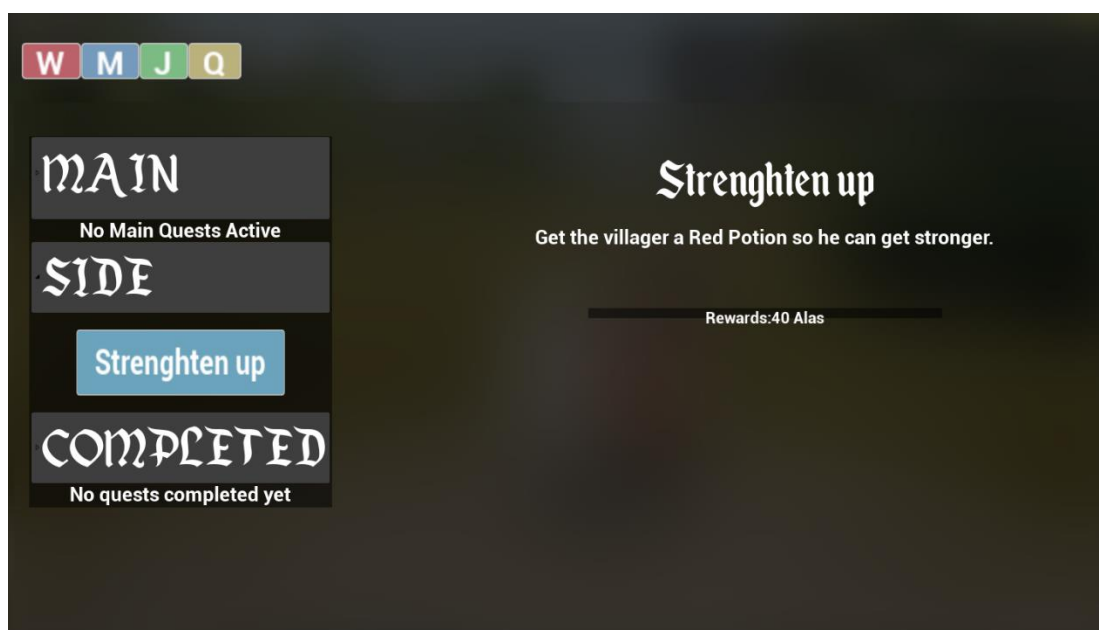 W M J Q
MAIN
No Main Quests Active
SIDE
Strenghten up
COMPLETED
No quests completed yet
Strenghten up
Get the villager a Red Potion so he can get stronger.
Rewards:40 Alas